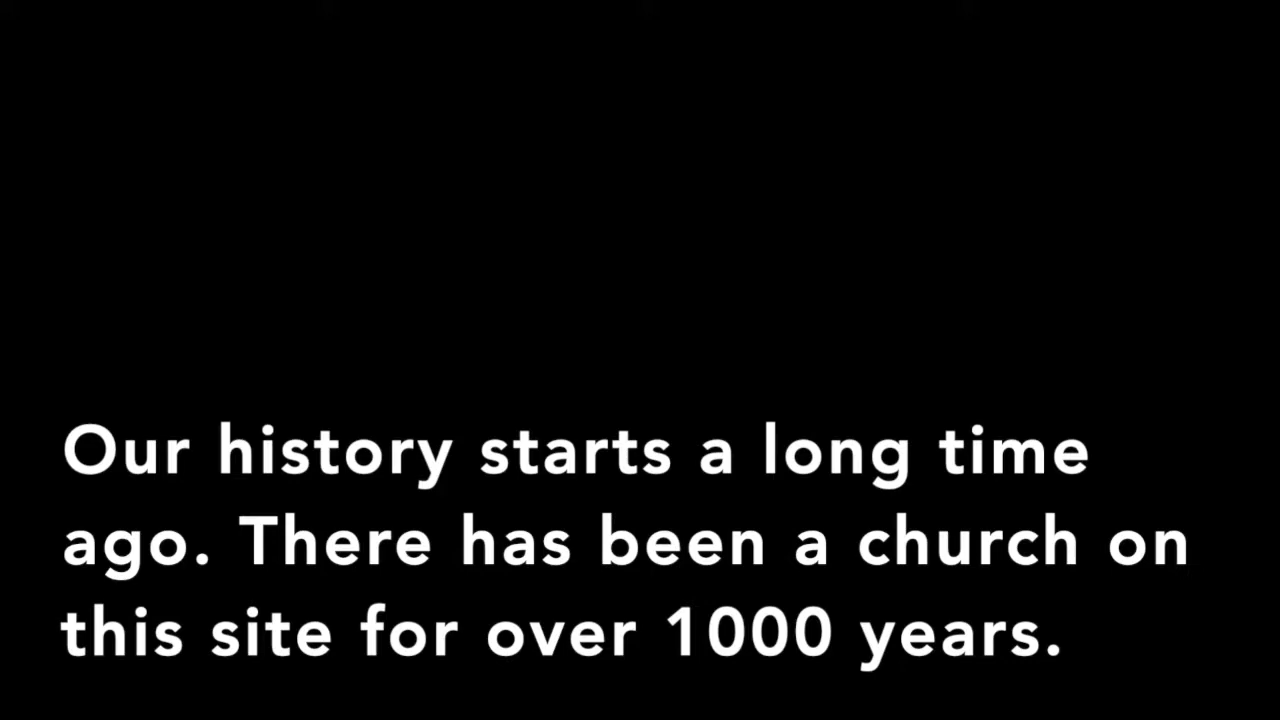 Our history starts a long time
ago. There has been a church on
this site for over 1000 years.